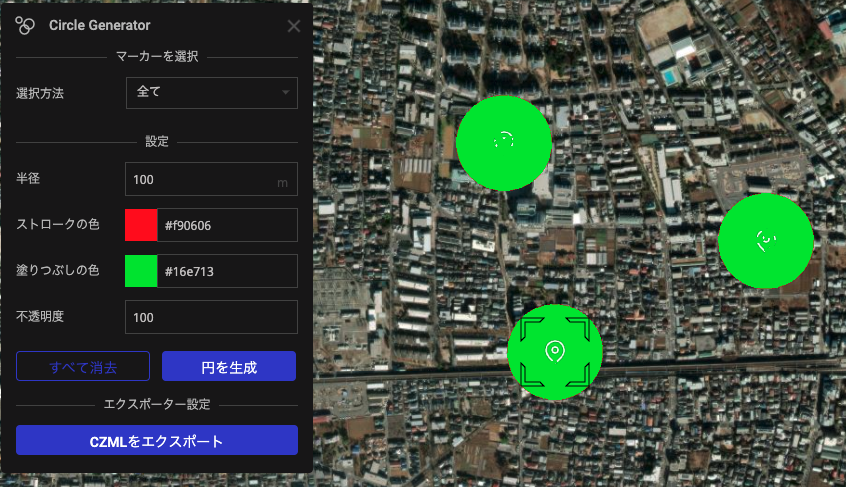 Circle Generator
マーカーを選択
選択方法 全て
設定
半径 100 m
ストロークの色 #f90606
塗りつぶしの色 #16e713
不透明度 100
すべて消去 円を生成
エクスポーター設定
CZMLをエクスポート